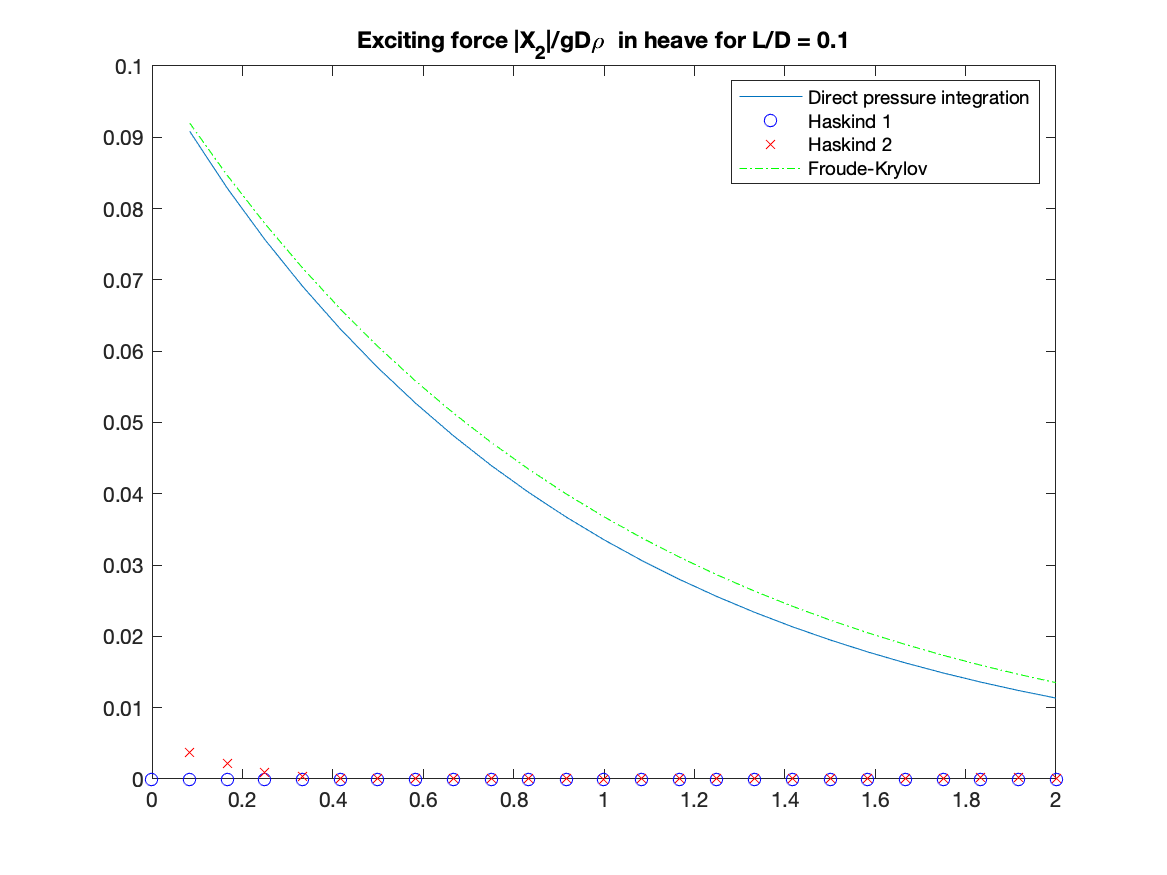 Exciting force |X₂|/gDρ in heave for L/D = 0.1
Direct pressure integration
Haskind 1
Haskind 2
Froude-Krylov
0.1
0.09
0.08
0.07
0.06
0.05
0.04
0.03
0.02
0.01
0
0 0.2 0.4 0.6 0.8 1 1.2 1.4 1.6 1.8 2